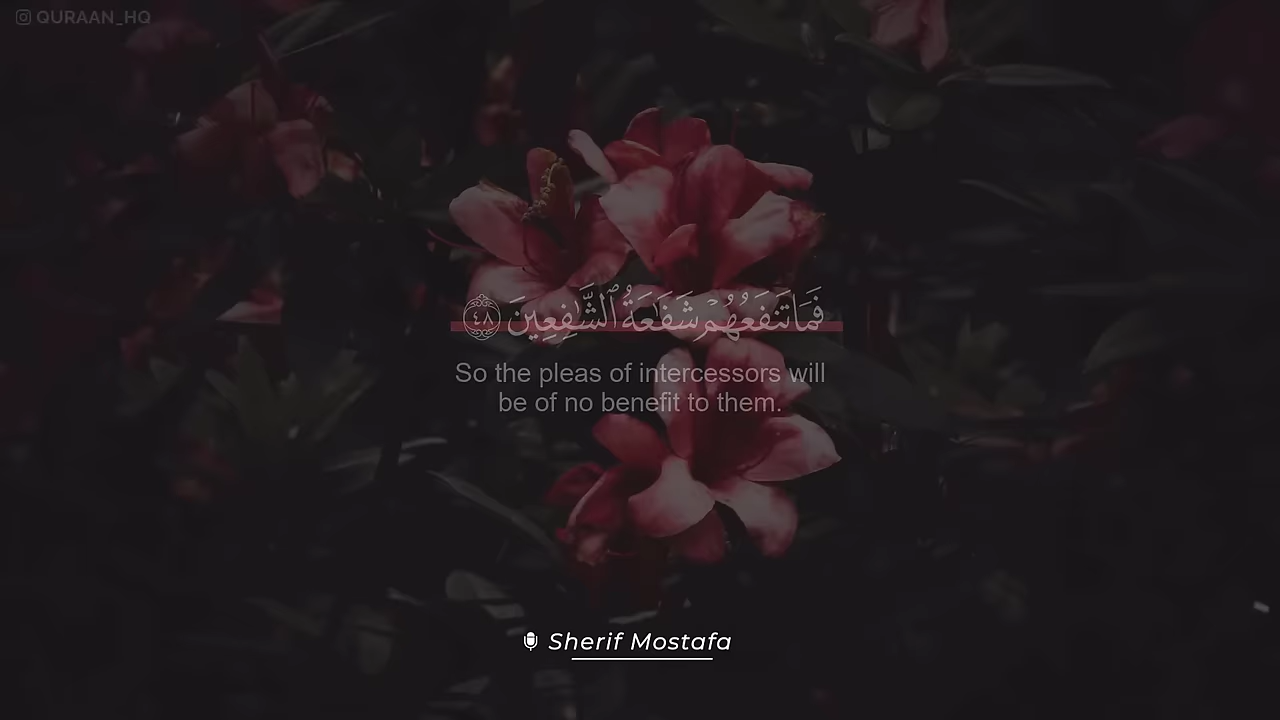 QURAAN_HQ
فَمَا تَنفَعُهُمْ شَفَـٰعَةُ ٱلشَّـٰفِعِينَ ٤٨
So the pleas of intercessors will
be of no benefit to them.
Sherif Mostafa